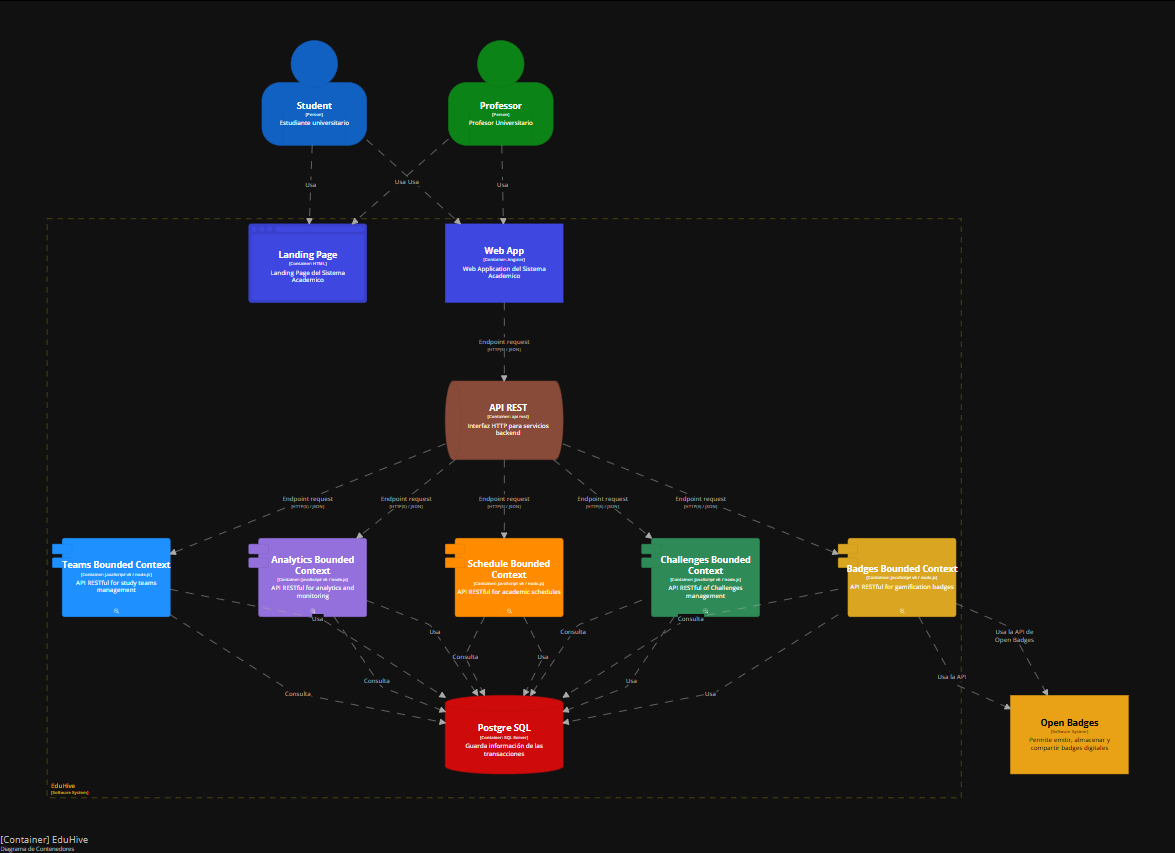 Student
[Person]
Estudiante universitario
Professor
[Person]
Profesor Universitario
Usa
Usa Usa
Usa
Landing Page
[Container: HTML]
Landing Page del Sistema
Academico
Web App
[Container: Angular]
Web Application del Sistema
Academico
Endpoint request
[HTTP(S) / JSON]
API REST
[Container: api rest]
Interfaz HTTP para servicios
backend
Endpoint request
[HTTP(S) / JSON]
Endpoint request
[HTTP(S) / JSON]
Endpoint request
[HTTP(S) / JSON]
Endpoint request
[HTTP(S) / JSON]
Endpoint request
[HTTP(S) / JSON]
Teams Bounded Context
[Container: JavaScript v6 / node.js]
API RESTful for study teams
management
Analytics Bounded
Context
[Container: JavaScript v6 / node.js]
API RESTful for analytics and
monitoring
Schedule Bounded
Context
[Container: JavaScript v6 / node.js]
API RESTful for academic schedules
Challenges Bounded
Context
[Container: JavaScript v6 / node.js]
API RESTful of Challenges
management
Badges Bounded Context
[Container: JavaScript v6 / node.js]
API RESTful for gamification badges
Usa
Usa
Consulta
Consulta
Usa la API de
Open Badges
Consulta
Usa
Consulta
Usa
Usa la API
Consulta
Usa
Postgre SQL
[Container: SQL Server]
Guarda información de las
transacciones
Open Badges
[Software System]
Permite emitir, almacenar y
compartir badges digitales
EduHive
[Software System]
[Container] EduHive
Diagrama de Contenedores